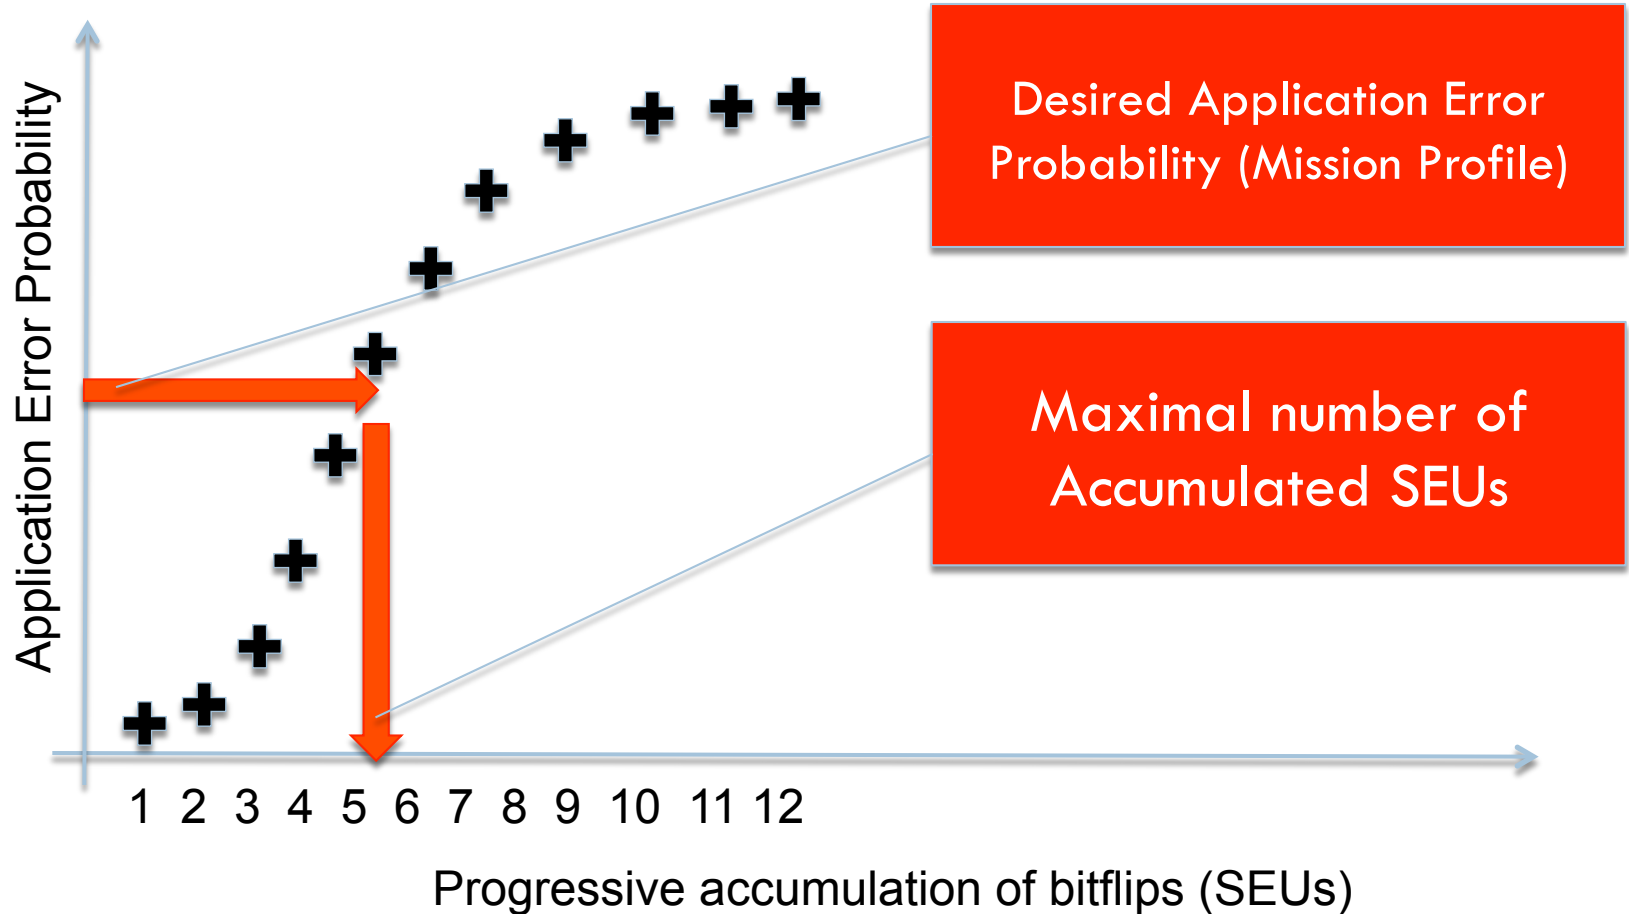 Application Error Probability
Desired Application Error
Probability (Mission Profile)
Maximal number of
Accumulated SEUs
1 2 3 4 5 6 7 8 9 10 11 12
Progressive accumulation of bitflips (SEUs)